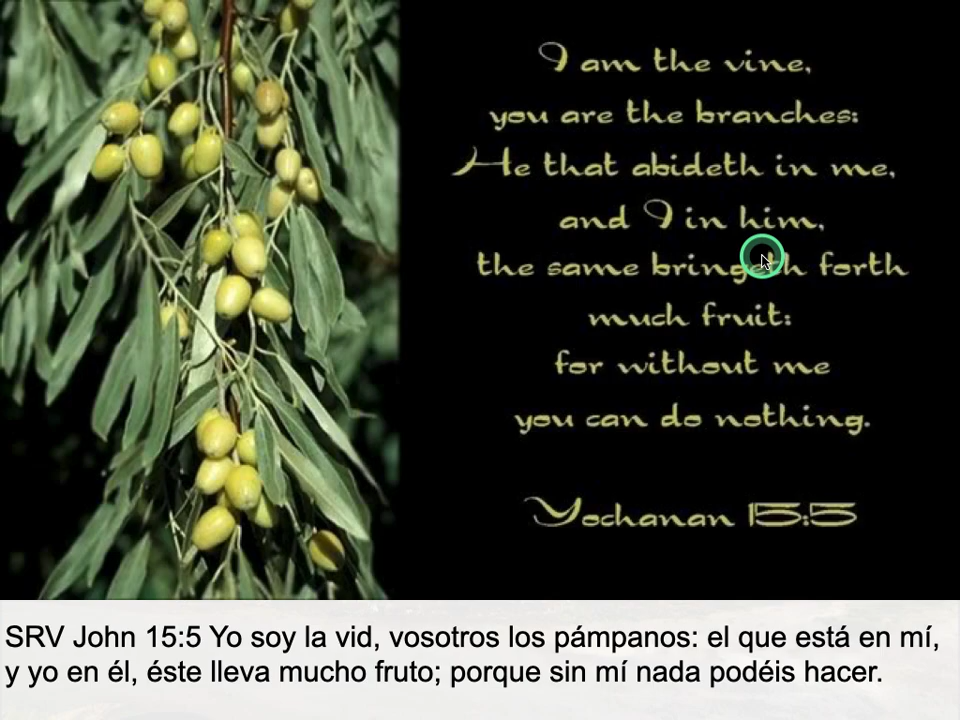 I am the vine,
you are the branches:
He that abideth in me,
and I in him,
the same bringeth forth
much fruit:
for without me
you can do nothing.
Yochanan 15:5
SRV John 15:5 Yo soy la vid, vosotros los pámpanos: el que está en mí,
y yo en él, éste lleva mucho fruto; porque sin mí nada podéis hacer.